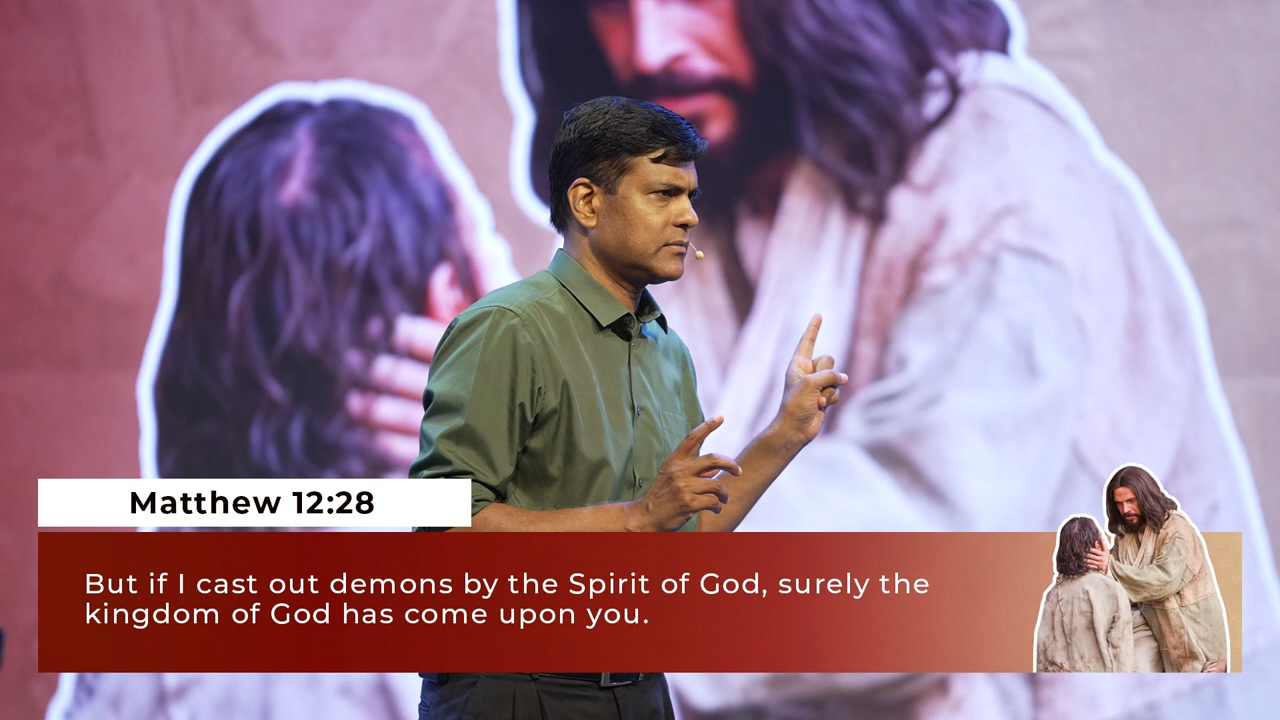 Matthew 12:28
But if I cast out demons by the Spirit of God, surely the
kingdom of God has come upon you.